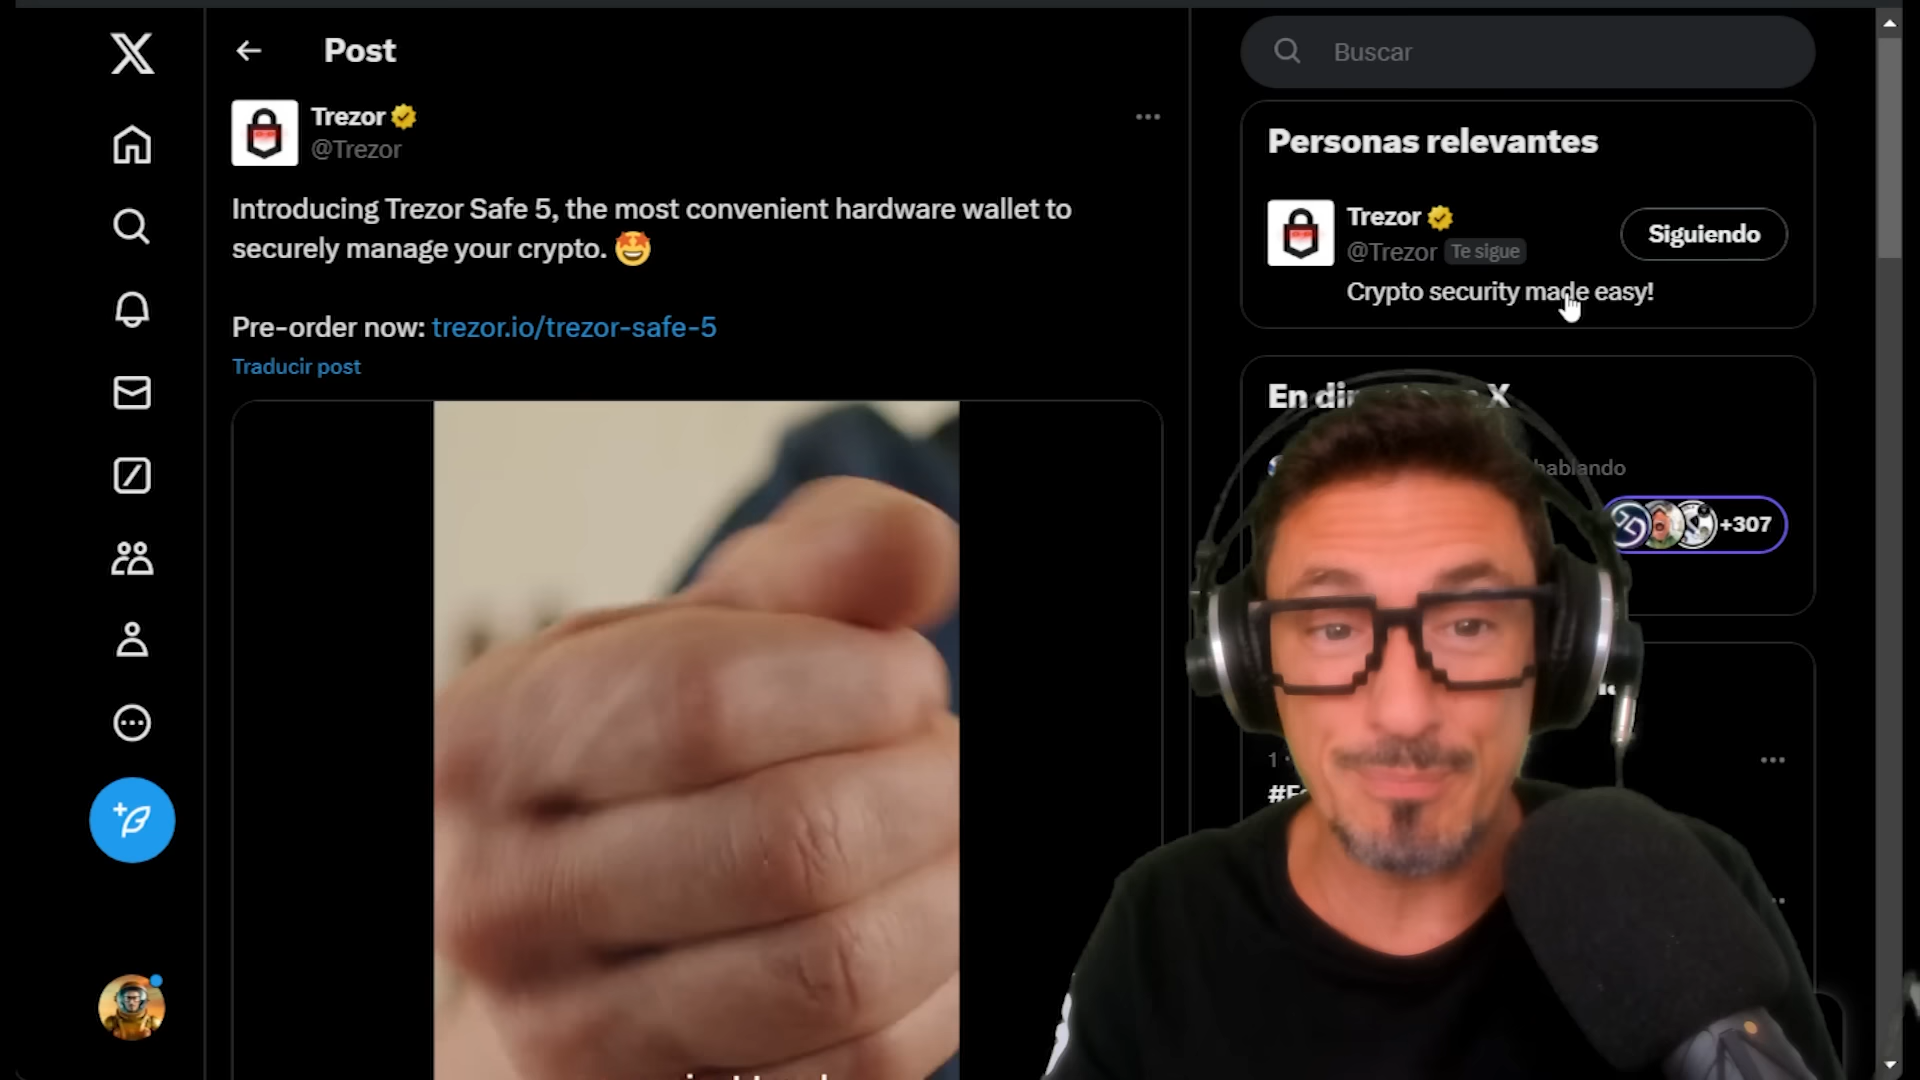 Post
Buscar
Trezor
@Trezor
Introducing Trezor Safe 5, the most convenient hardware wallet to
securely manage your crypto.
Pre-order now: trezor.io/trezor-safe-5
Traducir post
Personas relevantes
Trezor
@Trezor Te sigue
Siguiendo
Crypto security made easy!
En X
hablando
+307
1 ·